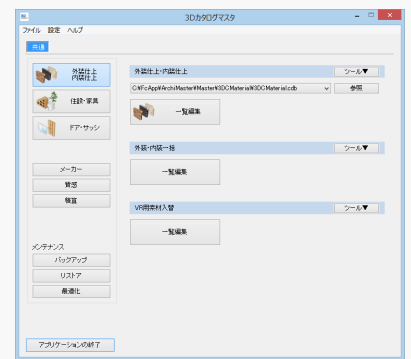 3Dカタログマスタ
ファイル 設定 ヘルプ
共通
外装仕上
内装仕上
住設・家具
ドア・サッシ
メーカー
質感
種宣
メンテナンス
バックアップ
リストア
最適化
アプリケーションの終了
外装仕上・内装仕上
ツール▼
C:¥FcApp¥ArchiMaster¥Master¥3DCMaterial¥3DCMaterial.cdb
参照
一覧編集
外装・内装一括
ツール▼
一覧編集
VR用素材入替
ツール▼
一覧編集